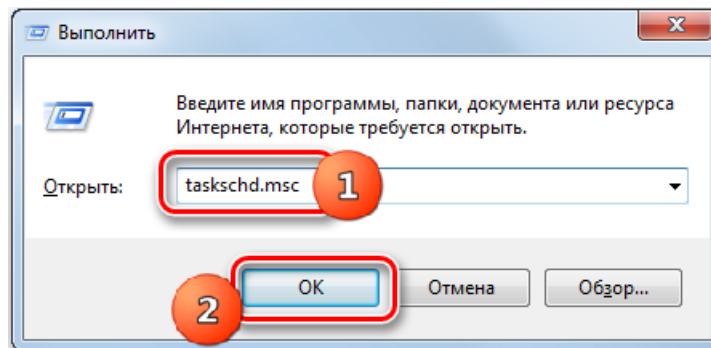 Выполнить
Введите имя программы, папки, документа или ресурса
Интернета, которые требуется открыть.
Открыть: taskschd.msc 1
2 OK Отмена Обзор...